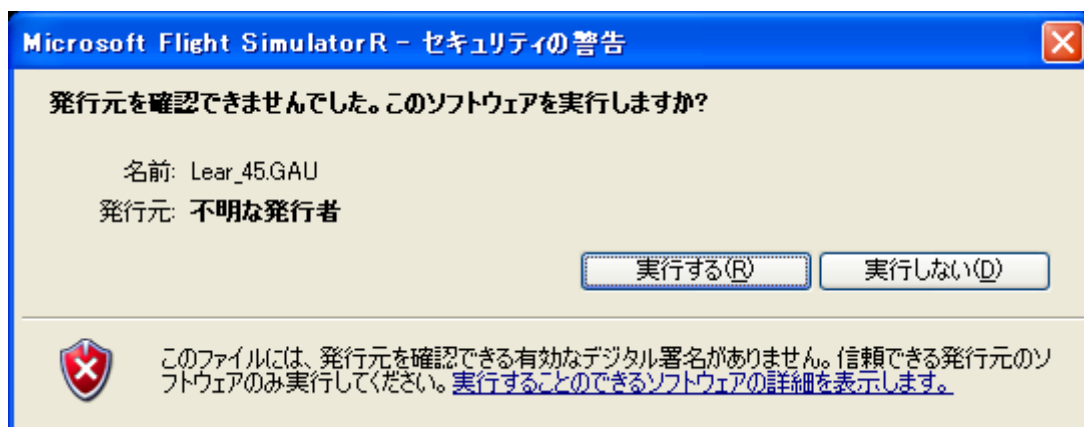 Microsoft Flight SimulatorR - セキュリティの警告
発行元を確認できませんでした。このソフトウェアを実行しますか?
名前: Lear_45.GAU
発行元: 不明な発行者
実行する(R) 実行しない(D)
このファイルには、発行元を確認できる有効なデジタル署名がありません。信頼できる発行元のソ
フトウェアのみ実行してください。実行することのできるソフトウェアの詳細を表示します。